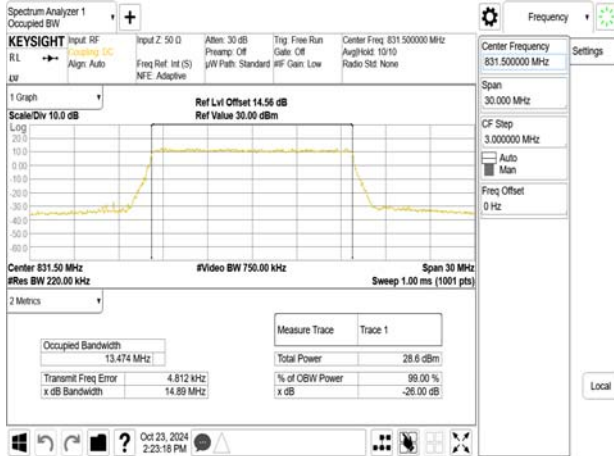 Spectrum Analyzer 1
Occupied BW
Frequency
KEYSIGHT
Input: RF
Coupling: DC
Align: Auto
Input Z: 50 Ω
Freq Ref: Int (S)
NFE: Adaptive
Atten: 30 dB
Preamp: Off
µW Path: Standard
Trig: Free Run
Gate: Off
#IF Gain: Low
Center Freq: 831.500000 MHz
Avg|Hold: 10/10
Radio Std: None
RL
1 Graph
Scale/Div 10.0 dB
Ref Lvl Offset 14.56 dB
Ref Value 30.00 dBm
Log
20.0
10.0
0.00
-10.0
-20.0
-30.0
-40.0
-50.0
-60.0
Center 831.50 MHz
#Video BW 750.00 kHz
Span 30 MHz
#Res BW 220.00 kHz
Sweep 1.00 ms (1001 pts)
2 Metrics
Measure Trace
Trace 1
Occupied Bandwidth
13.474 MHz
Total Power
28.6 dBm
Transmit Freq Error
4.812 kHz
% of OBW Power
99.00 %
x dB Bandwidth
14.89 MHz
x dB
-26.00 dB
Oct 23, 2024
2:23:18 PM
Center Frequency
831.500000 MHz
Settings
Span
30.000 MHz
CF Step
3.000000 MHz
Auto
Man
Freq Offset
0 Hz
Local